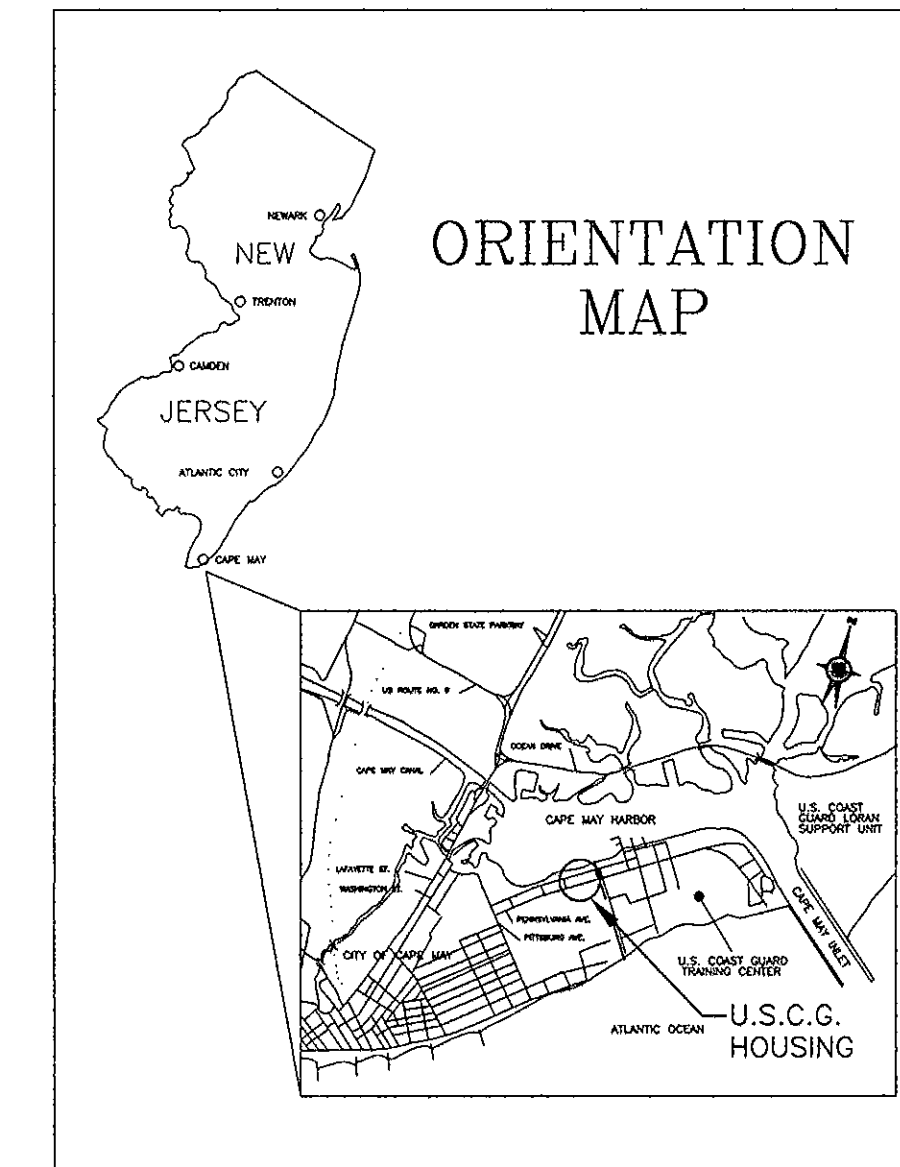 ORIENTATION
MAP
NEWARK
NEW
TRENTON
CAMDEN
JERSEY
ATLANTIC CITY
CAPE MAY
GARDEN STATE PARKWAY
US ROUTE NO. 9
OCEAN DRIVE
CAPE MAY CANAL
N
CAPE MAY HARBOR
U.S. COAST
GUARD LORAN
SUPPORT UNIT
LAFAYETTE ST.
WASHINGTON ST.
PENNSYLVANIA AVE.
PITTSBURG AVE.
CAPE MAY INLET
CITY OF CAPE MAY
U.S. COAST GUARD
TRAINING CENTER
ATLANTIC OCEAN
U.S.C.G.
HOUSING